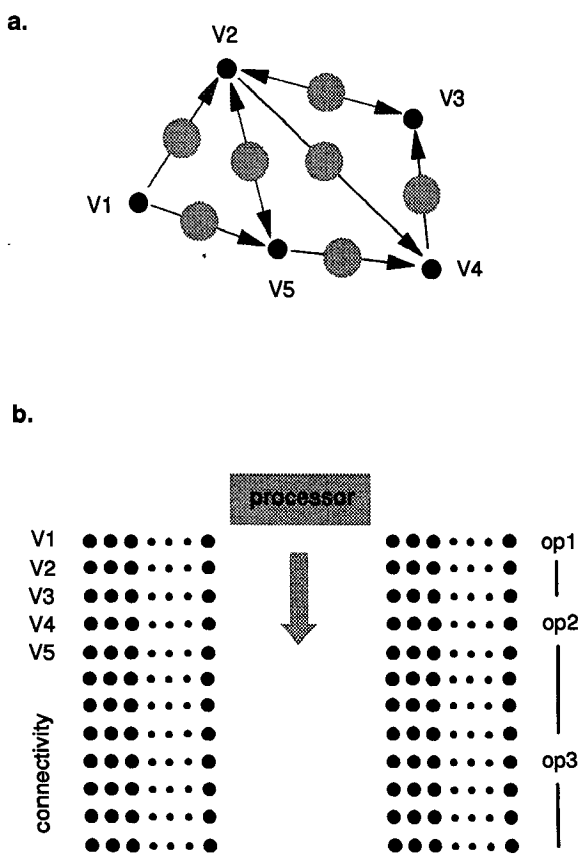 a.
V2
V3
V1
V5
V4
b.
processor
V1
op1
V2
V3
V4
op2
V5
connectivity
op3